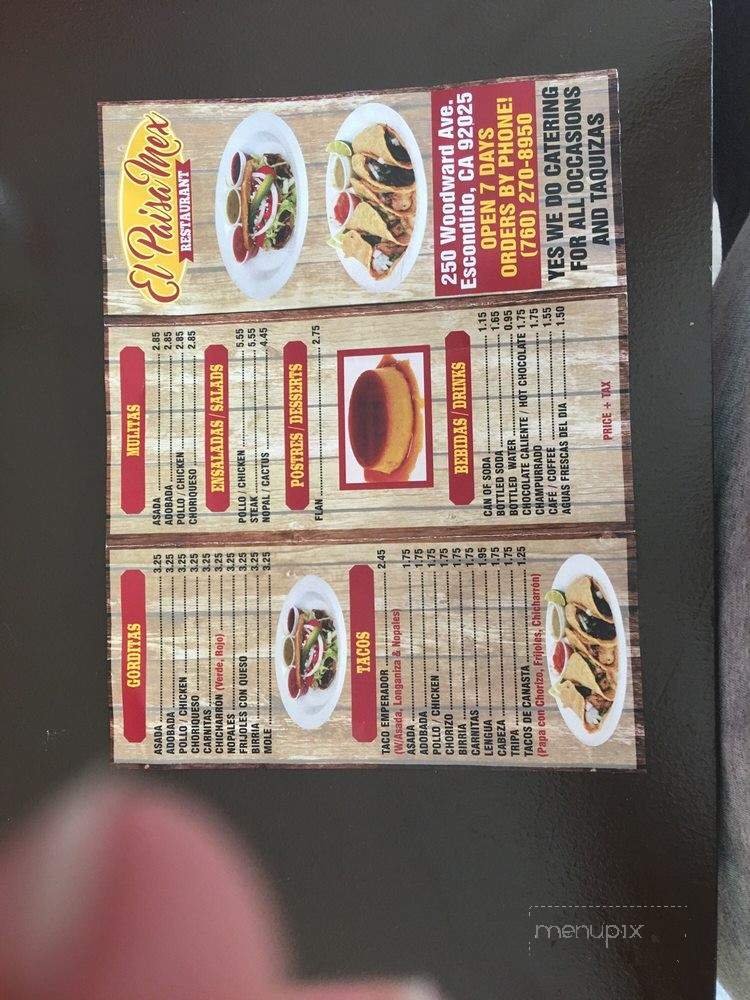 GORDITAS
ASADA 3.25
ADOBADA 3.25
POLLO / CHICKEN 3.25
CHORIQUESO 3.25
CARNITAS 3.25
CHICHARRÓN (Verde, Rojo) 3.25
NOPALES 3.25
FRIJOLES CON QUESO 3.25
BIRRIA 3.25
MOLE 3.25
TACOS
TACO EMPERADOR 2.45
(W/Asada, Longaniza & Nopales)
ASADA 1.75
ADOBADA 1.75
POLLO / CHICKEN 1.75
CHORIZO 1.75
BIRRIA 1.75
CARNITAS 1.75
LENGUA 1.95
CABEZA 1.75
TRIPA 1.75
TACOS DE CANASTA 1.25
(Papa con Chorizo, Frijoles, Chicharrón)
MULITAS
ASADA 2.85
ADOBADA 2.85
POLLO / CHICKEN 2.85
CHORIQUESO 2.85
ENSALADAS / SALADS
POLLO / CHICKEN 5.55
STEAK 5.55
NOPAL / CACTUS 4.45
POSTRES / DESSERTS
FLAN 2.75
BEBIDAS / DRINKS
CAN OF SODA 1.15
BOTTLED SODA 1.65
BOTTLED WATER 0.95
CHOCOLATE CALIENTE / HOT CHOCOLATE 1.75
CHAMPURRADO 1.75
CAFÉ / COFFEE 1.55
AGUAS FRESCAS DEL DIA 1.50
PRICE + TAX
El Paisa Mex
RESTAURANT
250 Woodward Ave.
Escondido, CA 92025
OPEN 7 DAYS
ORDERS BY PHONE!
(760) 270-8950
YES WE DO CATERING
FOR ALL OCCASIONS
AND TAQUIZAS
menupix